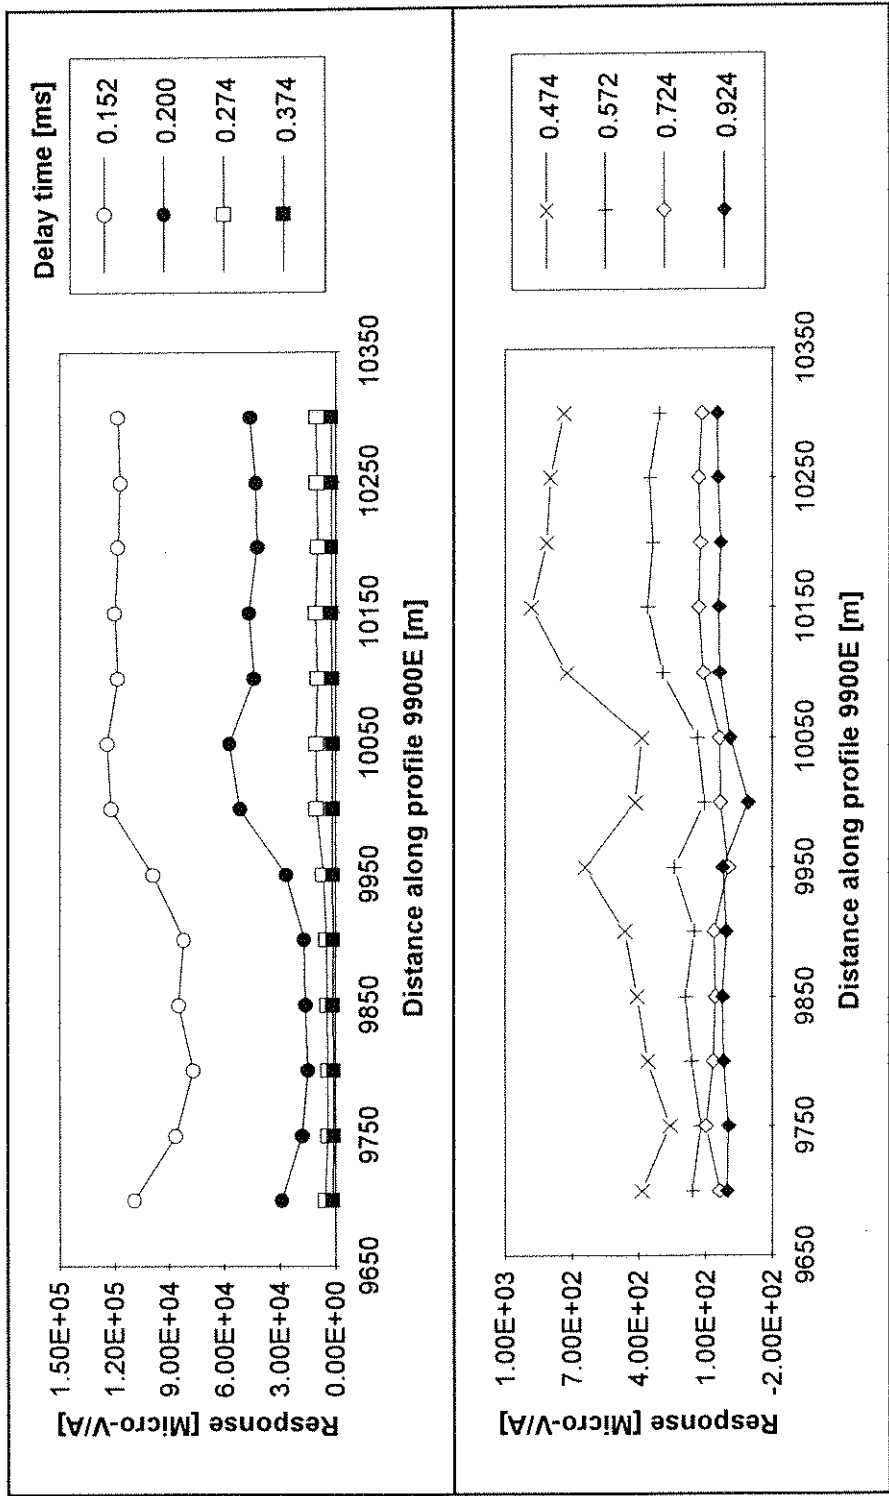 Delay time [ms]
0.152
0.200
0.274
0.374
1.50E+05
1.20E+05
9.00E+04
6.00E+04
3.00E+04
0.00E+00
Response [Micro-V/A]
9650
9750
9850
9950
10050
10150
10250
10350
Distance along profile 9900E [m]
0.474
0.572
0.724
0.924
1.00E+03
7.00E+02
4.00E+02
1.00E+02
-2.00E+02
Response [Micro-V/A]
9650
9750
9850
9950
10050
10150
10250
10350
Distance along profile 9900E [m]